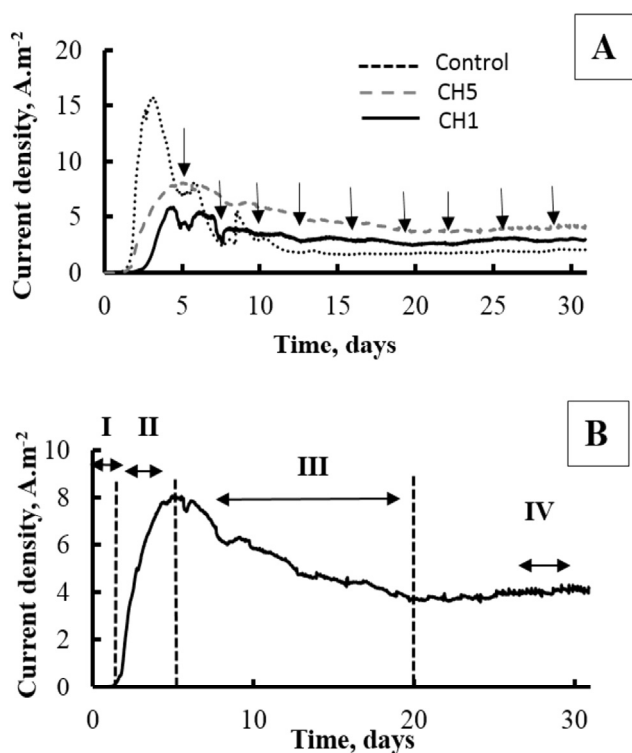 A
Current density, A.m-2
20
15
10
5
0
Control
CH5
CH1
0 5 10 15 20 25 30
Time, days
B
I II III IV
Current density, A.m-2
10
8
6
4
2
0
0 10 20 30
Time, days